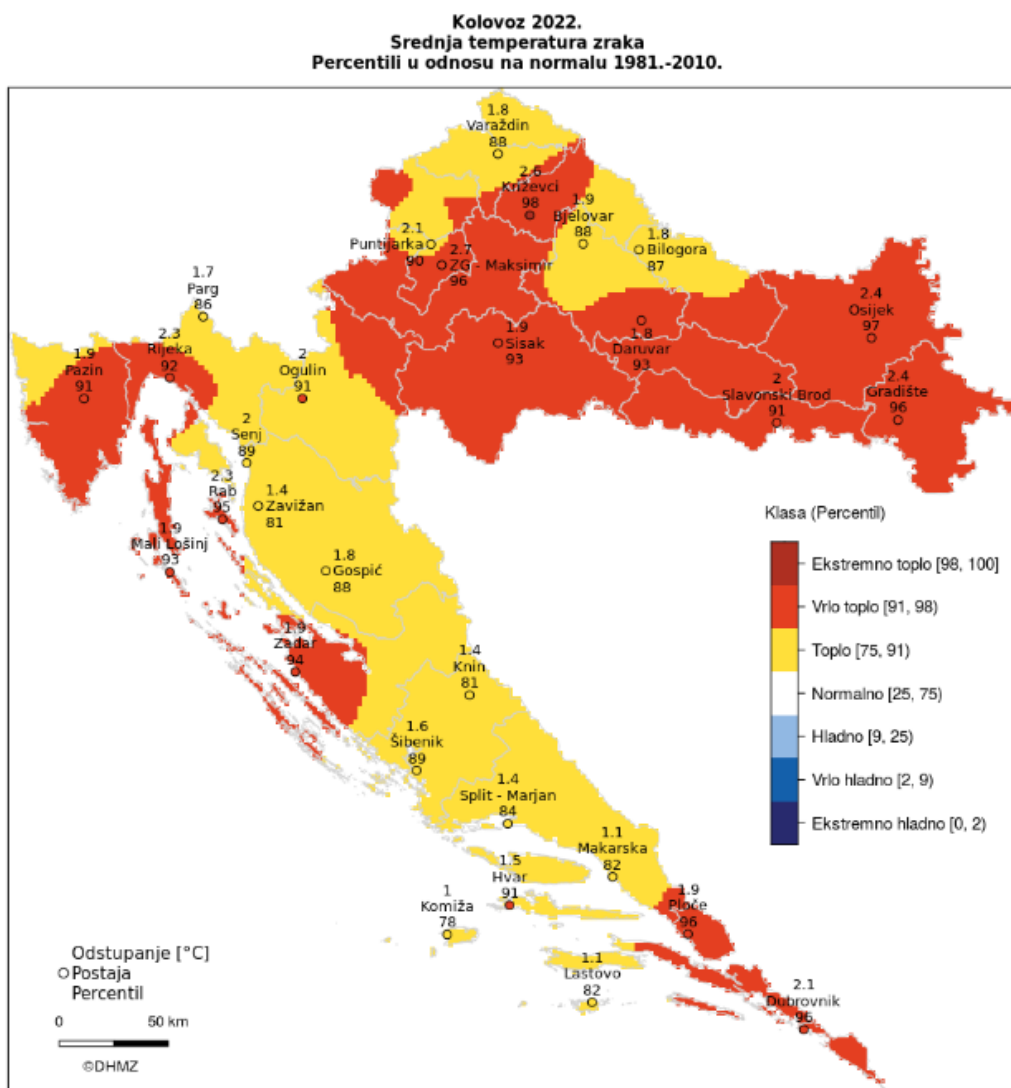 Kolovoz 2022.
Srednja temperatura zraka
Percentili u odnosu na normalu 1981.-2010.
1.8
Varaždin
88
2.6
Križevci
98
1.9
Bjelovar
88
1.8
Bilogora
87
2.1
Puntijarka
90
2.7
ZG - Maksimir
96
1.7
Parg
86
2.4
Osijek
97
1.9
Sisak
93
1.8
Daruvar
93
2.3
Rijeka
92
1.9
Pazin
91
2
Ogulin
91
2
Slavonski Brod
91
2.4
Gradište
96
2
Senj
89
2.3
Rab
95
1.4
Zavižan
81
1.9
Mali Lošinj
93
1.8
Gospić
88
1.9
Zadar
94
1.4
Knin
81
1.6
Šibenik
89
1.4
Split - Marjan
84
1.1
Makarska
82
1.5
Hvar
91
1
Komiža
78
1.9
Ploče
96
1.1
Lastovo
82
2.1
Dubrovnik
96
Klasa (Percentil)
Ekstremno toplo [98, 100]
Vrlo toplo [91, 98)
Toplo [75, 91)
Normalno [25, 75)
Hladno [9, 25)
Vrlo hladno [2, 9)
Ekstremno hladno [0, 2)
Odstupanje [°C]
Postaja
Percentil
0 50 km
©DHMZ